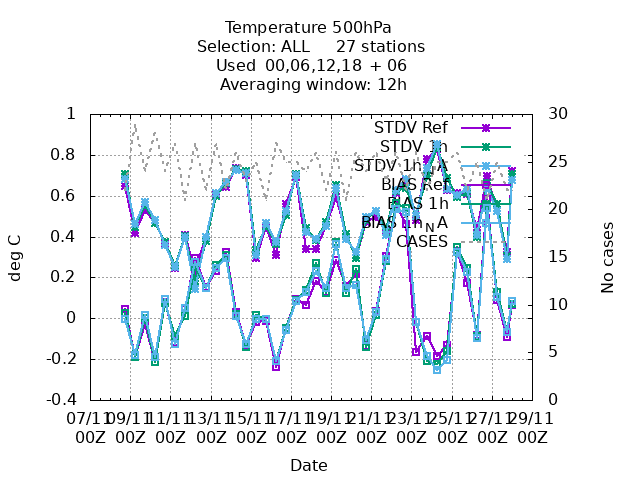 Temperature 500hPa
Selection: ALL 27 stations
Used 00,06,12,18 + 06
Averaging window: 12h
1
0.8
0.6
0.4
0.2
0
-0.2
-0.4
deg C
30
25
20
15
10
5
0
No cases
STDV Ref
STDV 1h
STDV 1h_NA
BIAS Ref
BIAS 1h
BIAS 1h_NA
CASES
07/11 09/11 11/11 13/11 15/11 17/11 19/11 21/11 23/11 25/11 27/11 29/11
00Z 00Z 00Z 00Z 00Z 00Z 00Z 00Z 00Z 00Z 00Z 00Z
Date